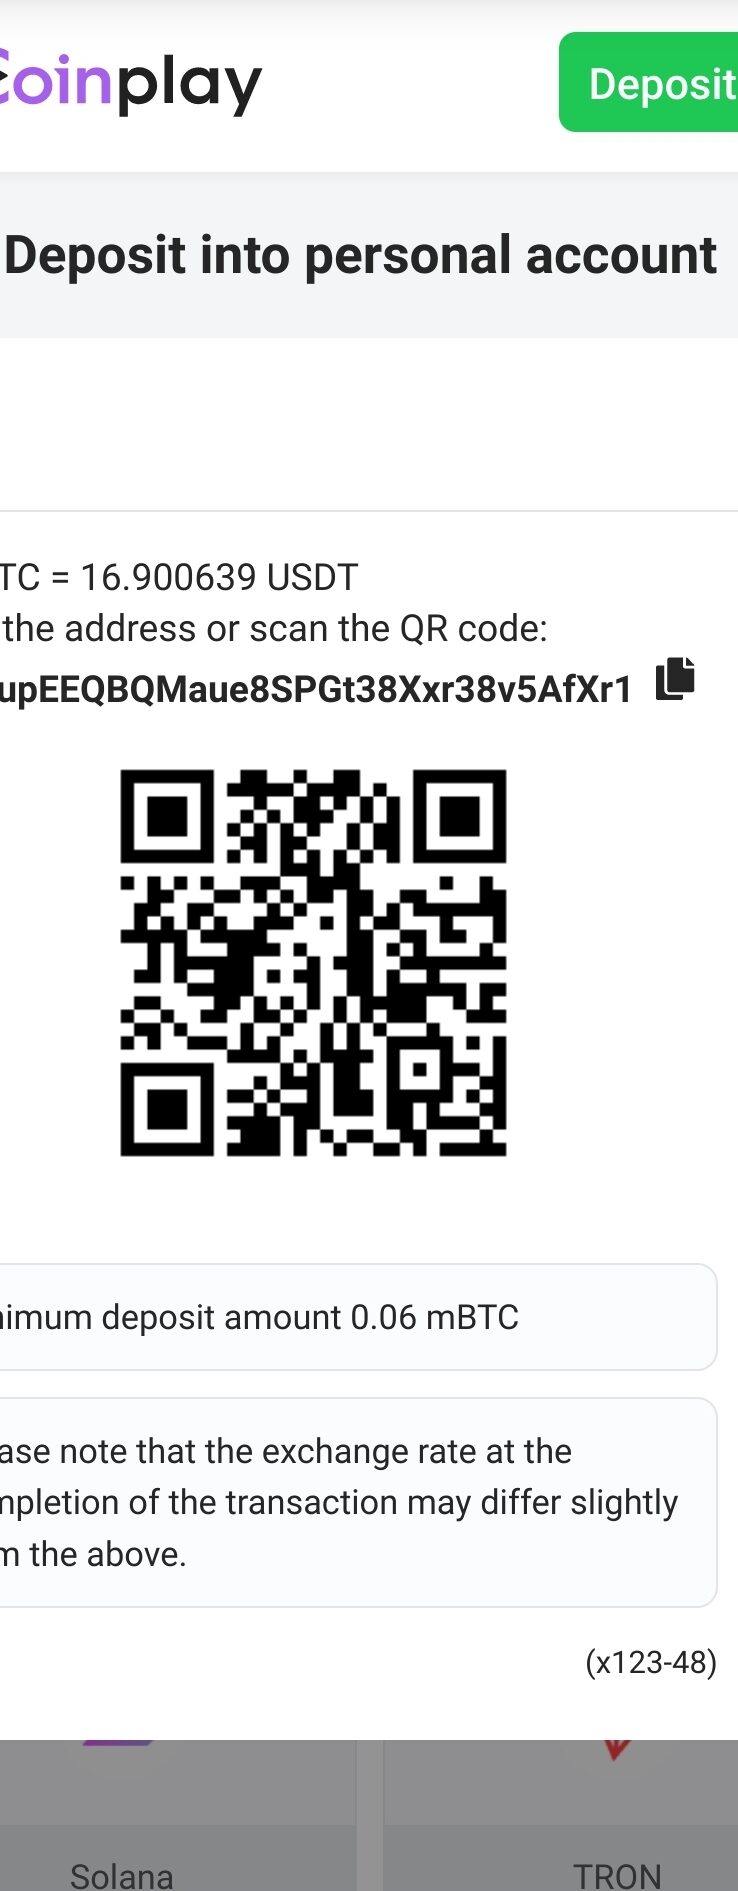 Coinplay
Deposit
Deposit into personal account
TC = 16.900639 USDT
the address or scan the QR code:
upEEQBQMaue8SPGt38Xxr38v5AfXr1
nimum deposit amount 0.06 mBTC
ase note that the exchange rate at the
mpletion of the transaction may differ slightly
m the above.
(x123-48)
Solana
TRON